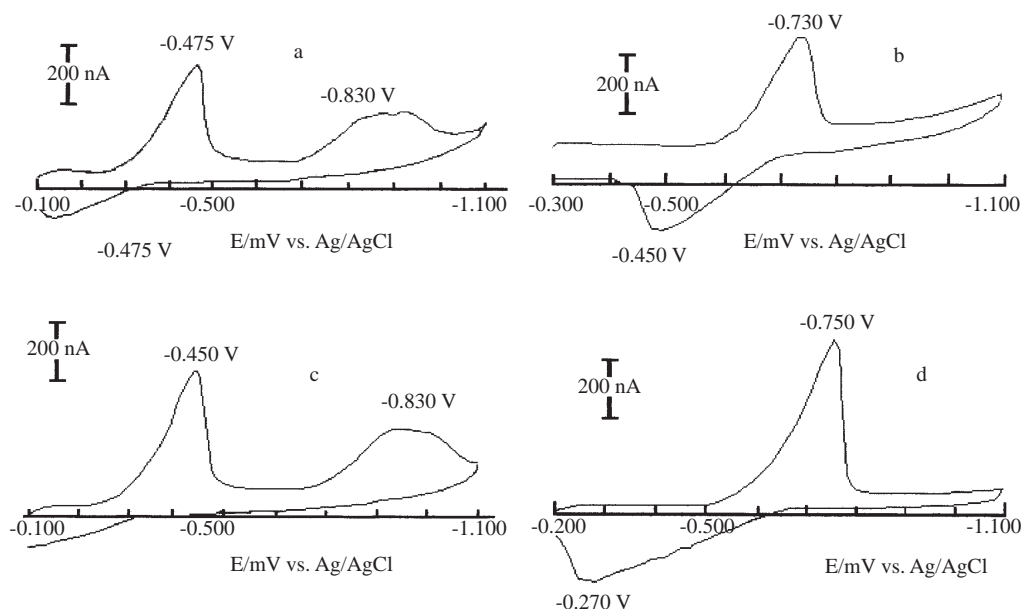 -0.475 V
a
200 nA
-0.830 V
-0.100
-0.500
-1.100
-0.475 V
E/mV vs. Ag/AgCl
-0.730 V
b
200 nA
-0.300
-0.500
-1.100
E/mV vs. Ag/AgCl
-0.450 V
200 nA
-0.450 V
c
-0.830 V
-0.100
-0.500
-1.100
E/mV vs. Ag/AgCl
-0.750 V
d
200 nA
-0.200
-0.500
-1.100
E/mV vs. Ag/AgCl
-0.270 V